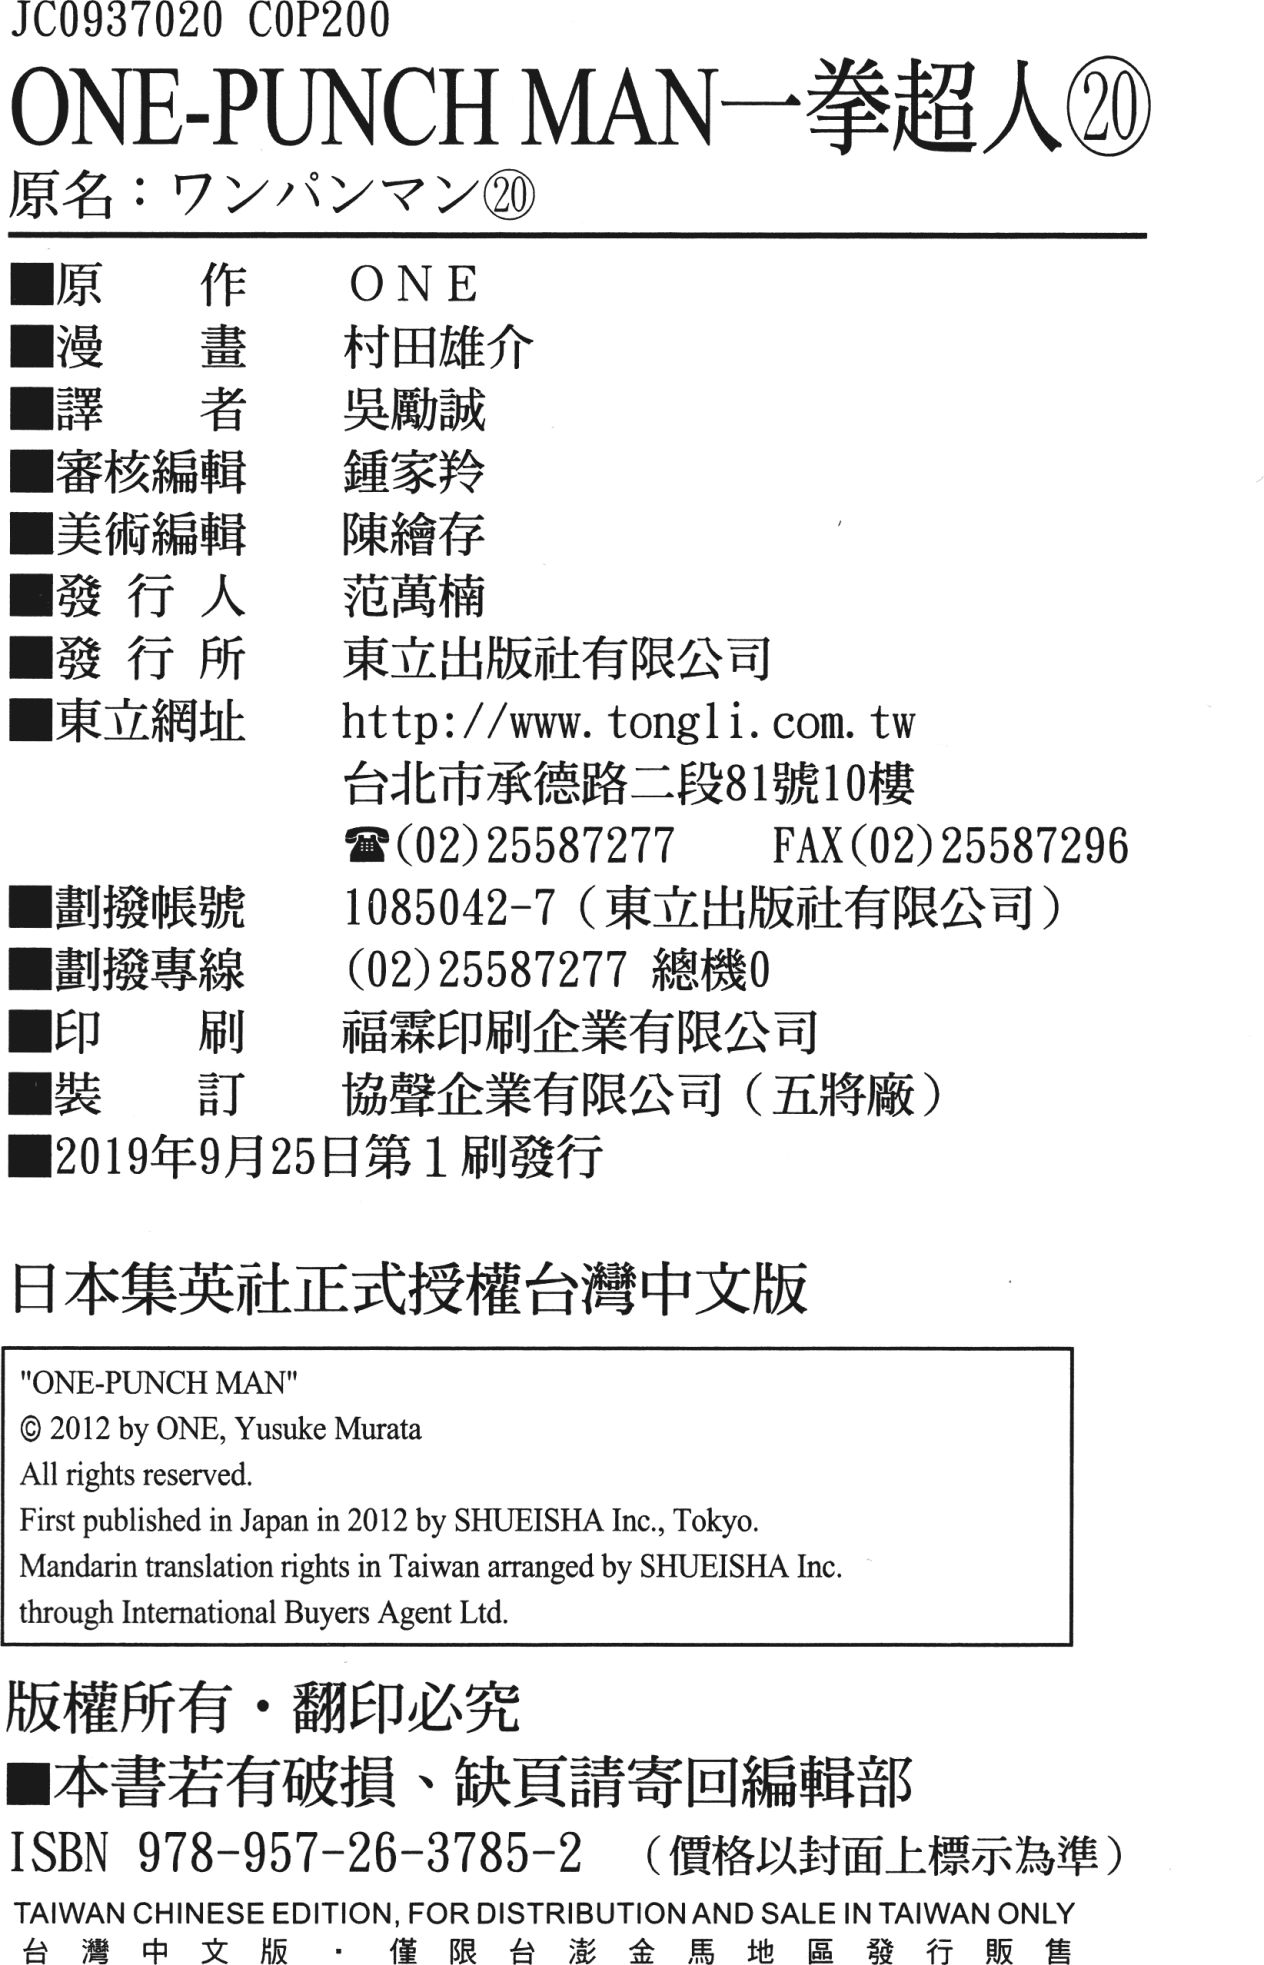 JC0937020 C0P200
ONE-PUNCH MAN一拳超人⑳
原名：ワンパンマン⑳
■原　　作　　ＯＮＥ
■漫　　畫　　村田雄介
■譯　　者　　吳勵誠
■審核編輯　　鍾家羚
■美術編輯　　陳繪存
■發 行 人　　范萬楠
■發 行 所　　東立出版社有限公司
■東立網址　　http://www.tongli.com.tw
台北市承德路二段81號10樓
☎(02)25587277　　FAX(02)25587296
■劃撥帳號　　1085042-7（東立出版社有限公司）
■劃撥專線　　(02)25587277 總機0
■印　　刷　　福霖印刷企業有限公司
■裝　　訂　　協聲企業有限公司（五將廠）
■2019年9月25日第１刷發行
日本集英社正式授權台灣中文版
"ONE-PUNCH MAN"
© 2012 by ONE, Yusuke Murata
All rights reserved.
First published in Japan in 2012 by SHUEISHA Inc., Tokyo.
Mandarin translation rights in Taiwan arranged by SHUEISHA Inc.
through International Buyers Agent Ltd.
版權所有・翻印必究
■本書若有破損、缺頁請寄回編輯部
ISBN 978-957-26-3785-2　（價格以封面上標示為準）
TAIWAN CHINESE EDITION, FOR DISTRIBUTION AND SALE IN TAIWAN ONLY
台灣中文版・僅限台澎金馬地區發行販售